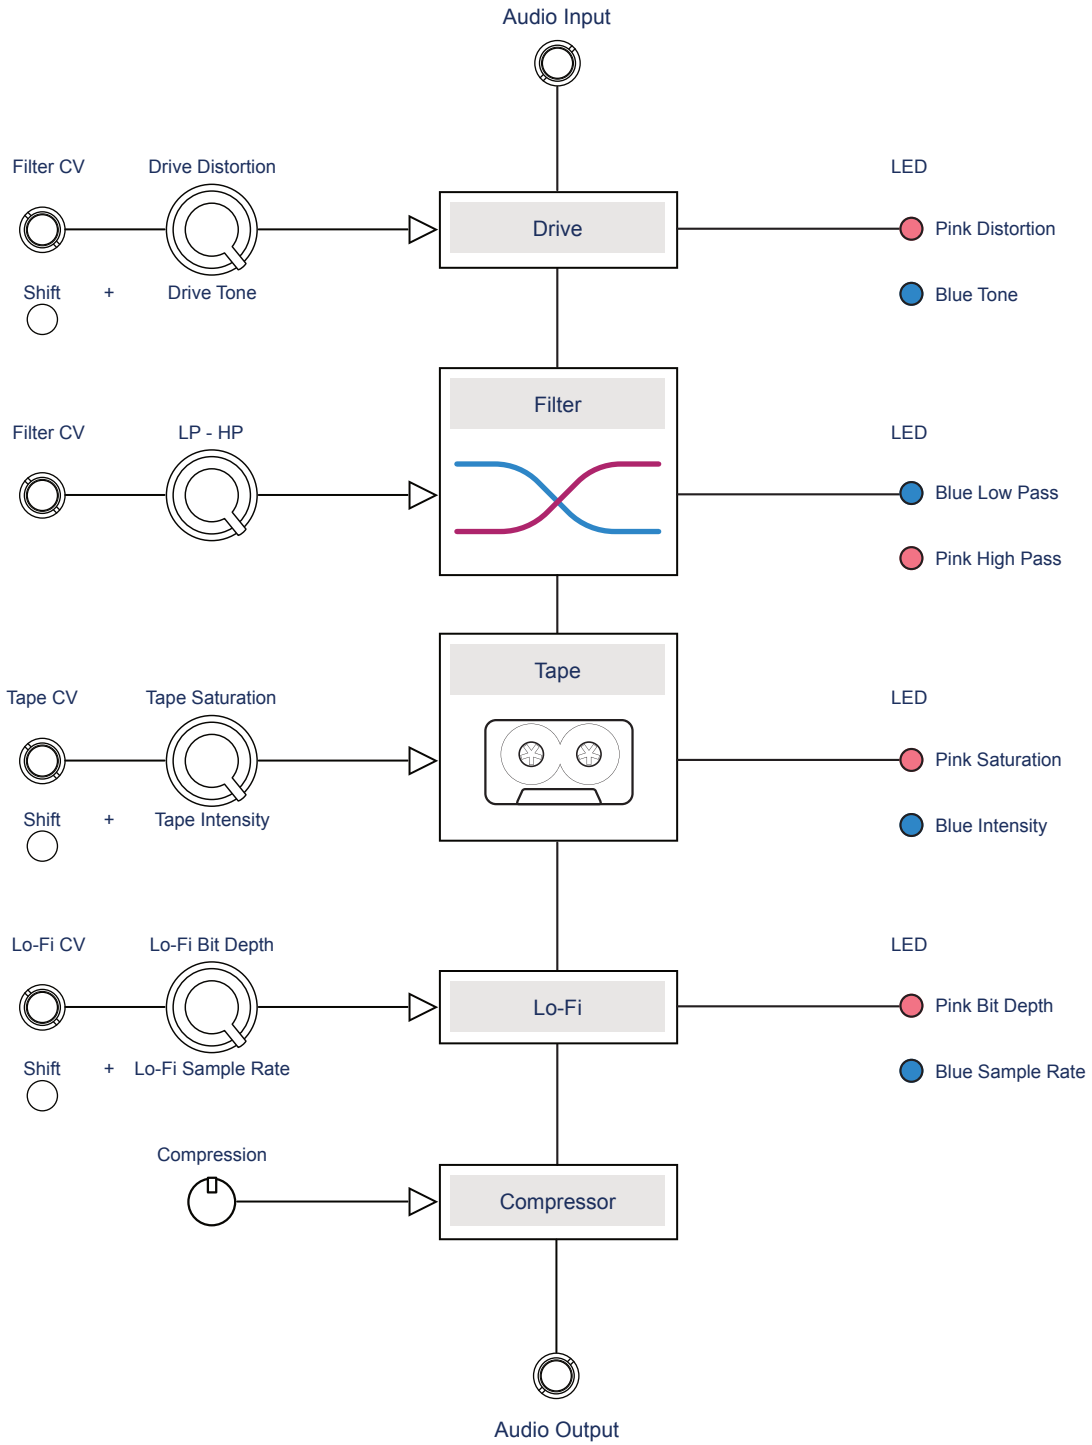 Audio Input
Filter CV
Drive Distortion
LED
Drive
Pink Distortion
Shift + Drive Tone
Blue Tone
Filter
Filter CV
LP - HP
LED
Blue Low Pass
Pink High Pass
Tape
Tape CV
Tape Saturation
LED
Pink Saturation
Shift + Tape Intensity
Blue Intensity
Lo-Fi CV
Lo-Fi Bit Depth
LED
Lo-Fi
Pink Bit Depth
Shift + Lo-Fi Sample Rate
Blue Sample Rate
Compression
Compressor
Audio Output